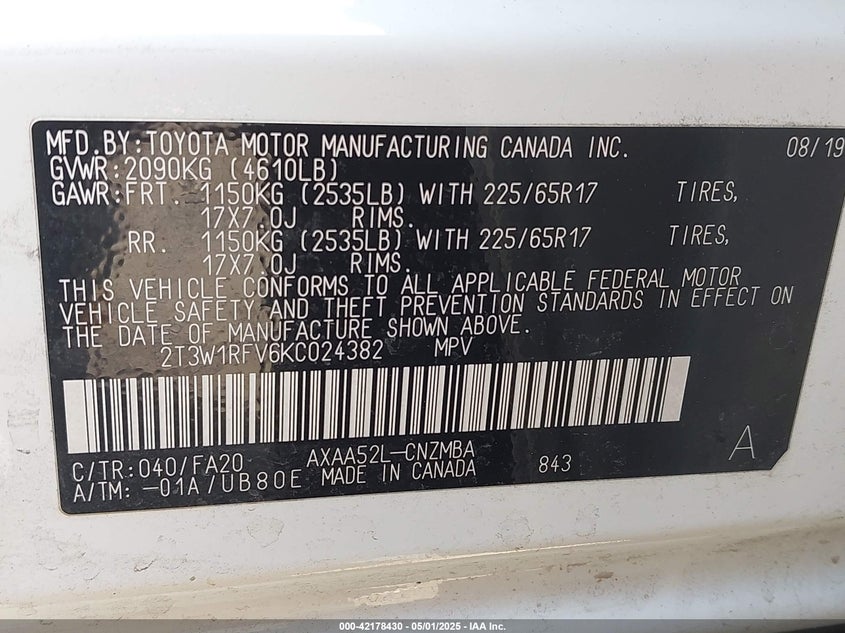 MFD.BY:TOYOTA MOTOR MANUFACTURING CANADA INC. 08/19
GVWR:2090KG (4610LB)
GAWR:FRT. 1150KG (2535LB) WITH 225/65R17 TIRES,
17X7.0J RIMS.
RR. 1150KG (2535LB) WITH 225/65R17 TIRES,
17X7.0J RIMS.
THIS VEHICLE CONFORMS TO ALL APPLICABLE FEDERAL MOTOR
VEHICLE SAFETY AND THEFT PREVENTION STANDARDS IN EFFECT ON
THE DATE OF MANUFACTURE SHOWN ABOVE.
2T3W1RFV6KC024382 MPV
C/TR:040/FA20 AXAA52L-CNZMBA
A/TM: -01A/UB80E MADE IN CANADA 843 A
000-42178430 - 05/01/2025 - IAA Inc.